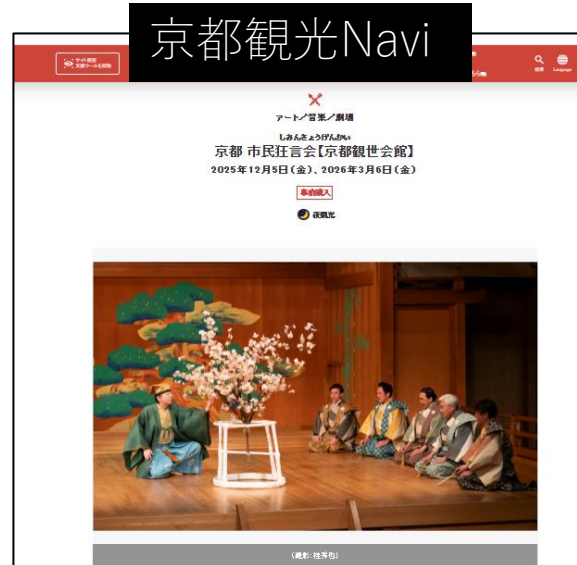 京都観光Navi
検索
Language
アート／音楽／劇場
しみんきょうげんかい
京都 市民狂言会【京都観世会館】
2025年12月5日(金)、2026年3月6日(金)
事前購入
夜観光
(撮影:桂秀也)